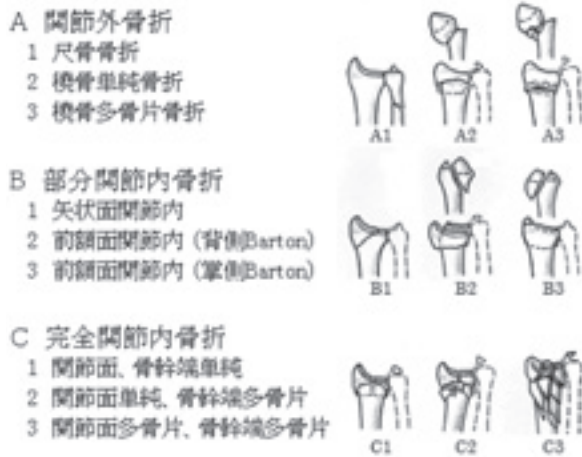 A 関節外骨折
1 尺骨骨折
2 橈骨単純骨折
3 橈骨多骨片骨折
A1 A2 A3
B 部分関節内骨折
1 矢状面関節内
2 前額面関節内 (背側Barton)
3 前額面関節内 (掌側Barton)
B1 B2 B3
C 完全関節内骨折
1 関節面、骨幹端単純
2 関節面単純、骨幹端多骨片
3 関節面多骨片、骨幹端多骨片
C1 C2 C3